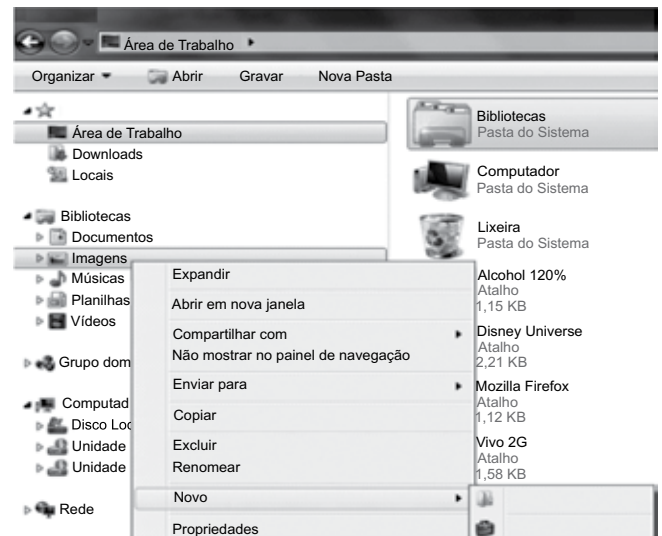 Área de Trabalho
Organizar Abrir Gravar Nova Pasta
Área de Trabalho
Downloads
Locais
Bibliotecas
Documentos
Imagens
Músicas
Planilhas
Vídeos
Grupo dom
Computad
Disco Loc
Unidade
Unidade
Rede
Expandir
Abrir em nova janela
Compartilhar com
Não mostrar no painel de navegação
Enviar para
Copiar
Excluir
Renomear
Novo
Propriedades
Bibliotecas
Pasta do Sistema
Computador
Pasta do Sistema
Lixeira
Pasta do Sistema
Alcohol 120%
Atalho
1,15 KB
Disney Universe
Atalho
2,21 KB
Mozilla Firefox
Atalho
1,12 KB
Vivo 2G
Atalho
1,58 KB